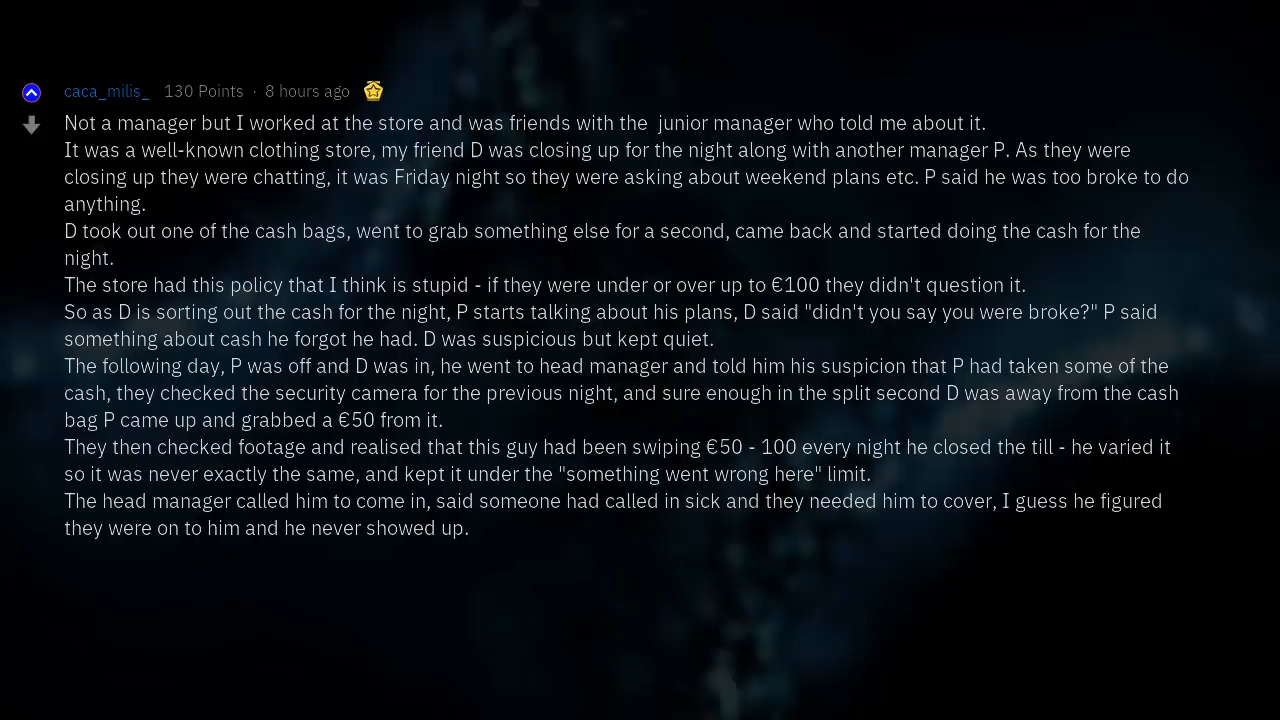 caca_milis_ 130 Points · 8 hours ago
Not a manager but I worked at the store and was friends with the  junior manager who told me about it.
It was a well-known clothing store, my friend D was closing up for the night along with another manager P. As they were
closing up they were chatting, it was Friday night so they were asking about weekend plans etc. P said he was too broke to do
anything.
D took out one of the cash bags, went to grab something else for a second, came back and started doing the cash for the
night.
The store had this policy that I think is stupid - if they were under or over up to €100 they didn't question it.
So as D is sorting out the cash for the night, P starts talking about his plans, D said "didn't you say you were broke?" P said
something about cash he forgot he had. D was suspicious but kept quiet.
The following day, P was off and D was in, he went to head manager and told him his suspicion that P had taken some of the
cash, they checked the security camera for the previous night, and sure enough in the split second D was away from the cash
bag P came up and grabbed a €50 from it.
They then checked footage and realised that this guy had been swiping €50 - 100 every night he closed the till - he varied it
so it was never exactly the same, and kept it under the "something went wrong here" limit.
The head manager called him to come in, said someone had called in sick and they needed him to cover, I guess he figured
they were on to him and he never showed up.